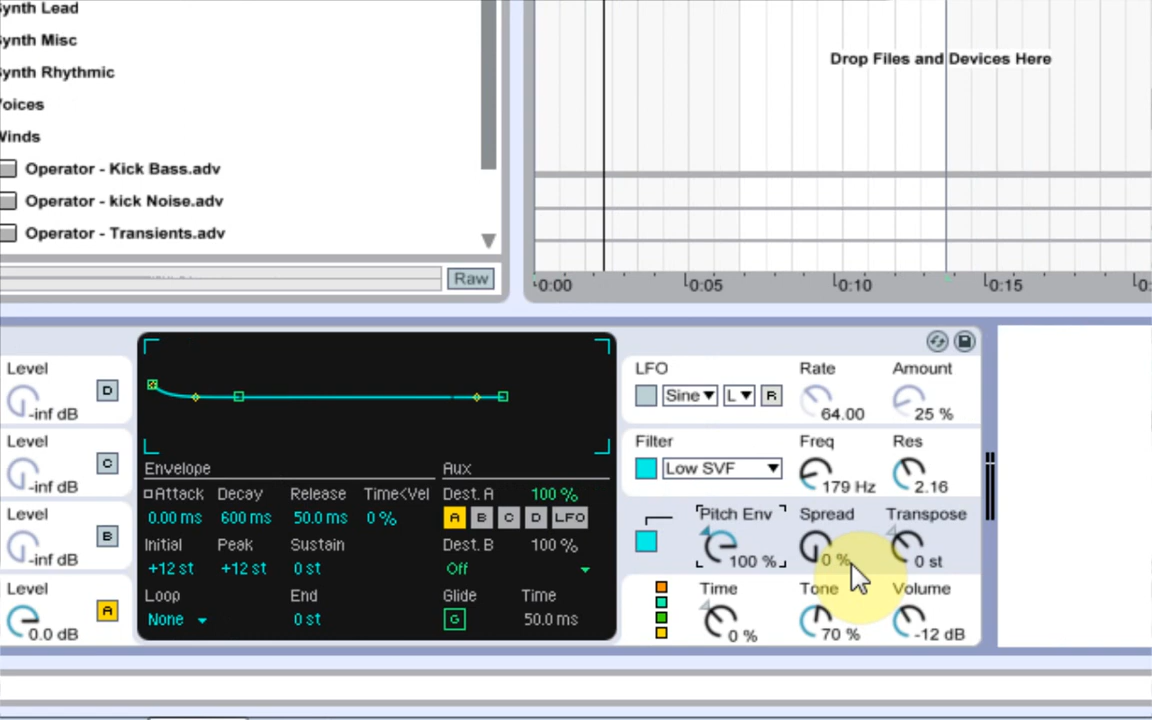 Synth Lead
Synth Misc
Synth Rhythmic
Voices
Winds
Operator - Kick Bass.adv
Operator - kick Noise.adv
Operator - Transients.adv
Raw
Drop Files and Devices Here
0:00 0:05 0:10 0:15 0:
Level D
-inf dB
Level C
-inf dB
Level B
-inf dB
Level A
0.0 dB
Envelope
Attack Decay Release Time<Vel
0.00 ms 600 ms 50.0 ms 0 %
Initial Peak Sustain
+12 st +12 st 0 st
Loop End
None 0 st
Aux
Dest. A 100 %
A B C D LFO
Dest. B 100 %
Off
Glide Time
G 50.0 ms
LFO Rate Amount
Sine L R 64.00 25 %
Filter Freq Res
Low SVF 179 Hz 2.16
Pitch Env Spread Transpose
100 % 0 % 0 st
Time Tone Volume
0 % 70 % -12 dB